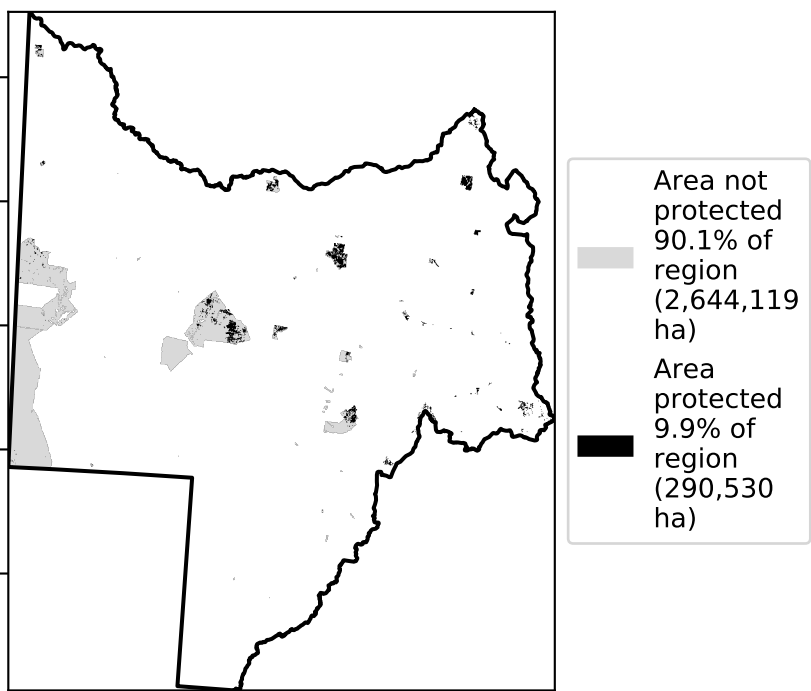 Area not
protected
90.1% of
region
(2,644,119
ha)
Area
protected
9.9% of
region
(290,530
ha)